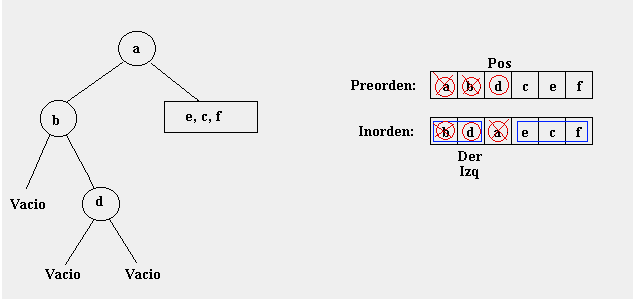 a
b
e, c, f
Vacio
d
Vacio
Vacio
Pos
Preorden: a b d c e f
Inorden: b d a e c f
Der
Izq